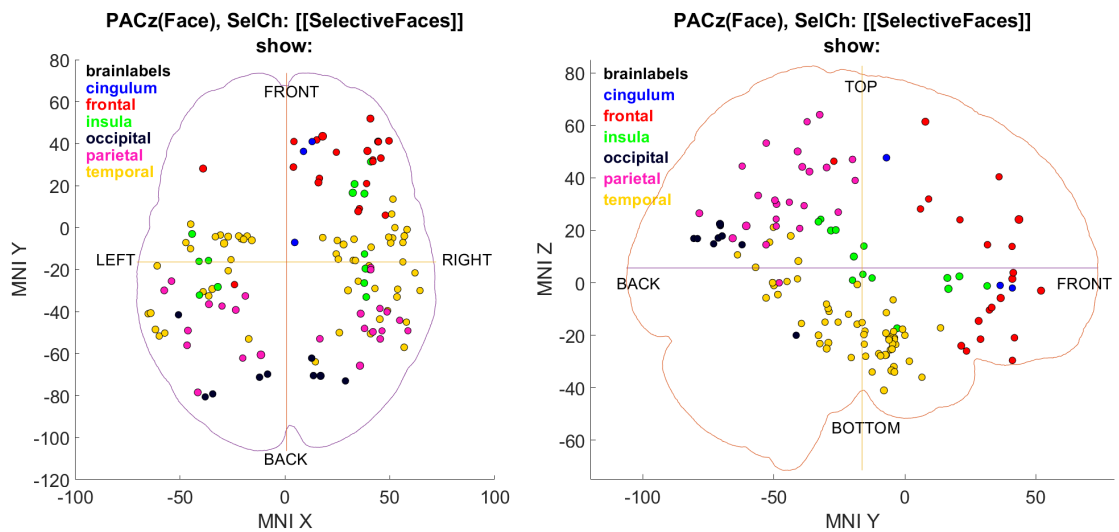 PACz(Face), SelCh: [[SelectiveFaces]]
show:
brainlabels
cingulum
frontal
insula
occipital
parietal
temporal
FRONT
LEFT
RIGHT
BACK
80
60
40
20
0
-20
-40
-60
-80
-100
-120
-100
-50
0
50
100
MNI Y
MNI X
PACz(Face), SelCh: [[SelectiveFaces]]
show:
brainlabels
cingulum
frontal
insula
occipital
parietal
temporal
TOP
BACK
FRONT
BOTTOM
80
60
40
20
0
-20
-40
-60
-100
-50
0
50
MNI Z
MNI Y